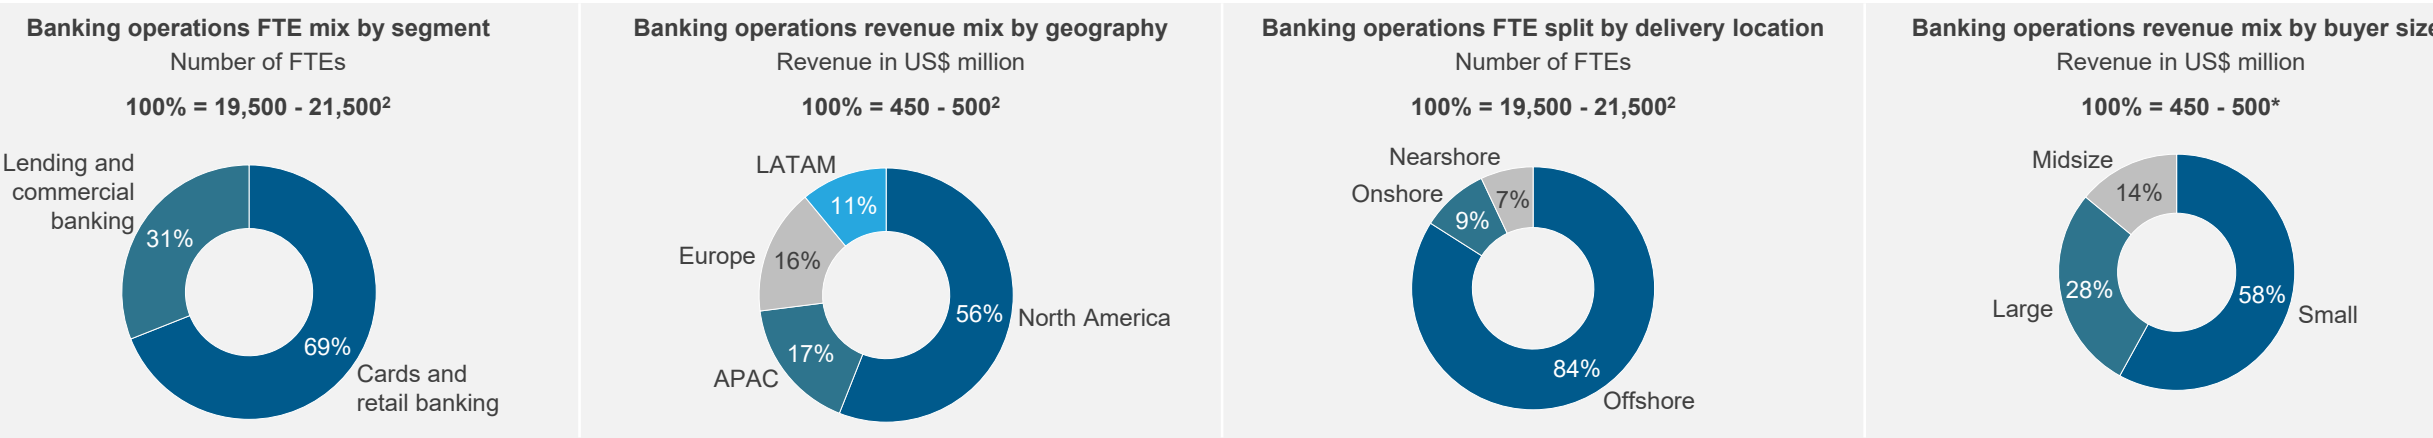 Banking operations FTE mix by segment
Number of FTEs
100% = 19,500 - 21,500²
Lending and
commercial
banking
31%
69%
Cards and
retail banking
Banking operations revenue mix by geography
Revenue in US$ million
100% = 450 - 500²
LATAM
11%
Europe
16%
56%
North America
17%
APAC
Banking operations FTE split by delivery location
Number of FTEs
100% = 19,500 - 21,500²
Nearshore
Onshore
7%
9%
84%
Offshore
Banking operations revenue mix by buyer size
Revenue in US$ million
100% = 450 - 500*
Midsize
14%
28%
58%
Large
Small